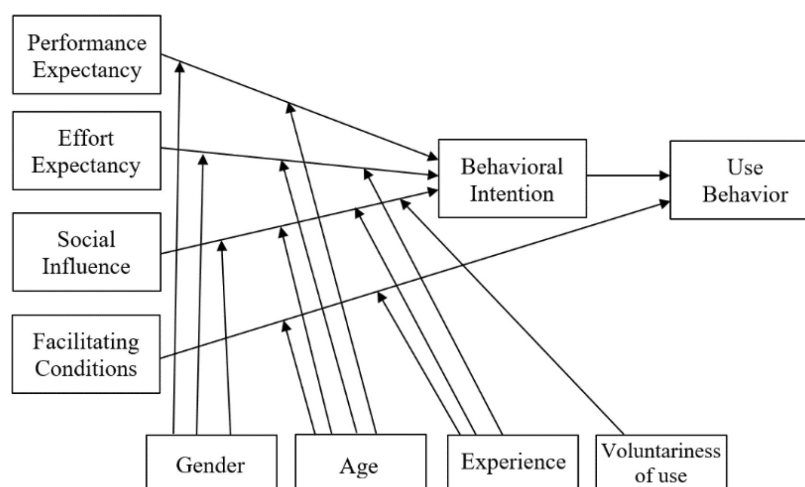 Performance
Expectancy
Effort
Expectancy
Social
Influence
Facilitating
Conditions
Behavioral
Intention
Use
Behavior
Gender
Age
Experience
Voluntariness
of use